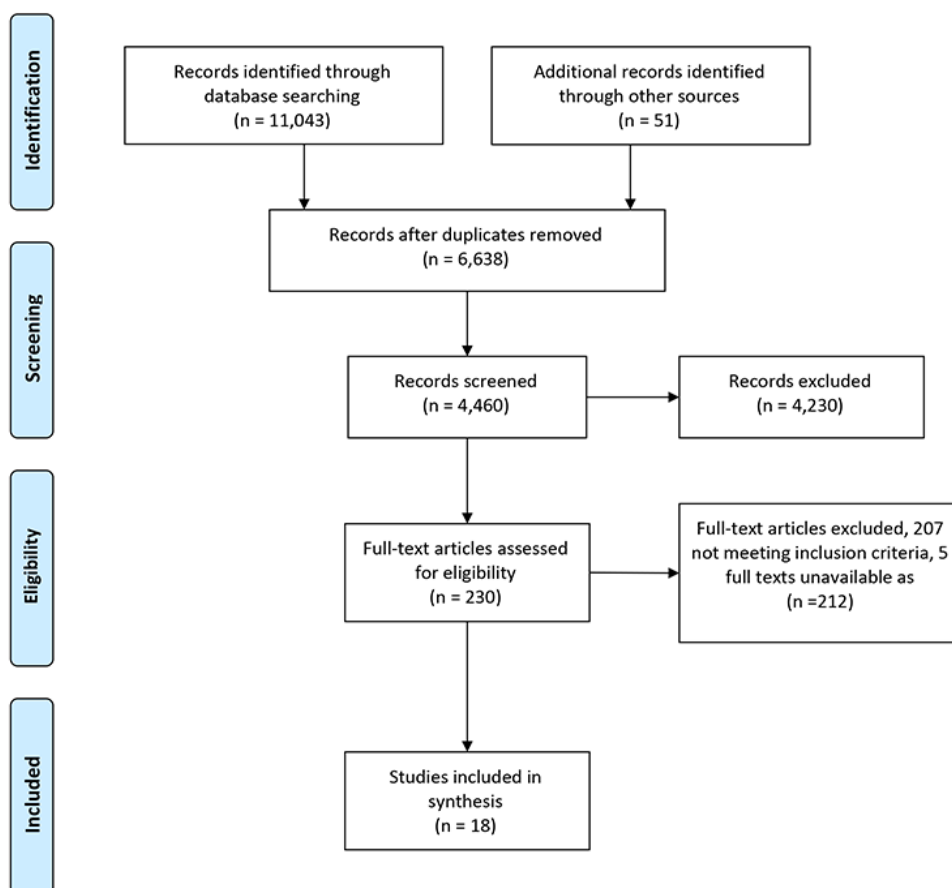 Identification
Records identified through
database searching
(n = 11,043)
Additional records identified
through other sources
(n = 51)
Records after duplicates removed
(n = 6,638)
Screening
Records screened
(n = 4,460)
Records excluded
(n = 4,230)
Eligibility
Full-text articles assessed
for eligibility
(n = 230)
Full-text articles excluded, 207
not meeting inclusion criteria, 5
full texts unavailable as
(n =212)
Included
Studies included in
synthesis
(n = 18)